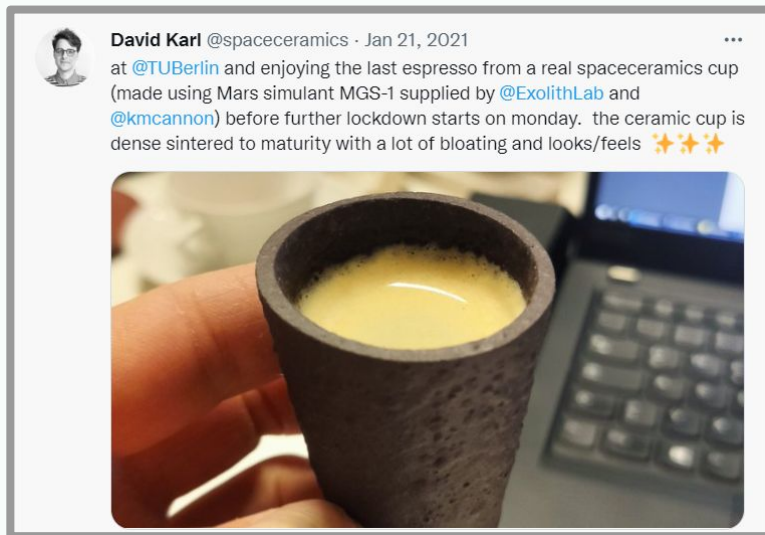 David Karl @spaceceramics · Jan 21, 2021
at @TUBerlin and enjoying the last espresso from a real spaceceramics cup
(made using Mars simulant MGS-1 supplied by @ExolithLab and
@kmcannon) before further lockdown starts on monday.  the ceramic cup is
dense sintered to maturity with a lot of bloating and looks/feels ✨✨✨